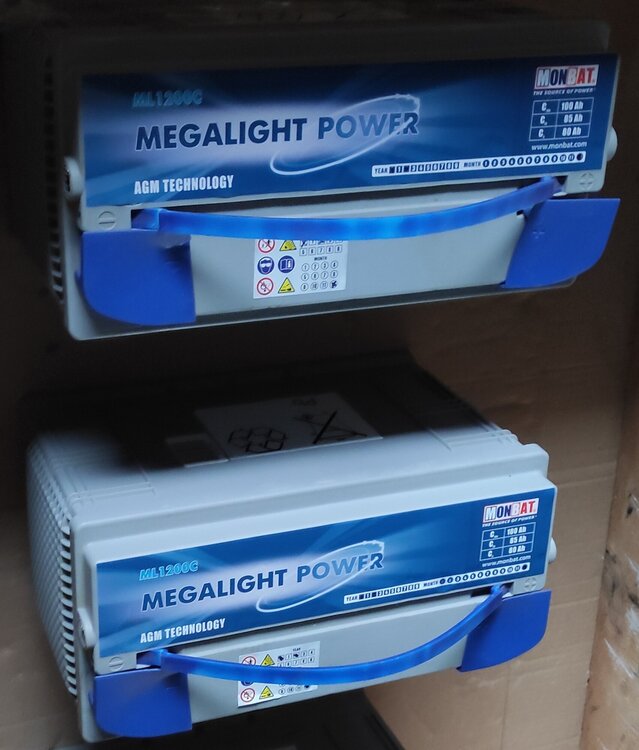 ML1200C
MEGALIGHT POWER
AGM TECHNOLOGY
MONBAT
THE SOURCE OF POWER
100 Ah
85 Ah
80 Ah
www.monbat.com
YEAR
MONTH
MONTH
ML1200C
MEGALIGHT POWER
AGM TECHNOLOGY
MONBAT
THE SOURCE OF POWER
100 Ah
85 Ah
80 Ah
www.monbat.com
YEAR
MONTH